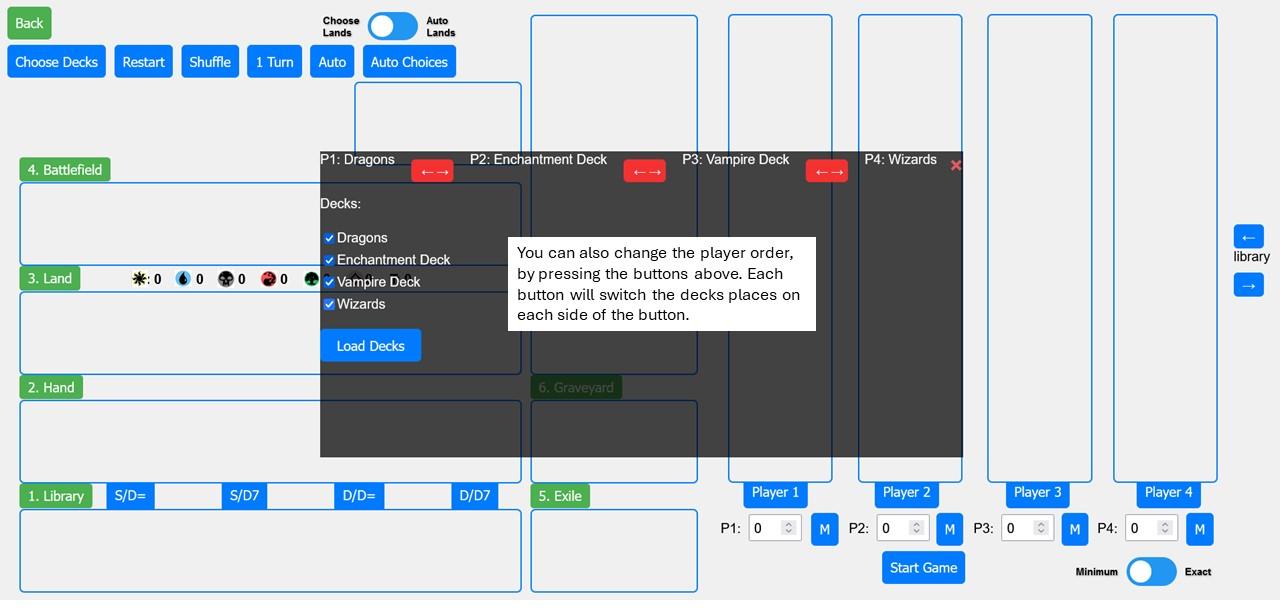 Back
Choose Lands
Auto Lands
Choose Decks
Restart
Shuffle
1 Turn
Auto
Auto Choices
P1: Dragons
←→
P2: Enchantment Deck
←→
P3: Vampire Deck
←→
P4: Wizards
×
4. Battlefield
Decks:
Dragons
Enchantment Deck
Vampire Deck
Wizards
Load Decks
You can also change the player order,
by pressing the buttons above. Each
button will switch the decks places on
each side of the button.
←
library
→
3. Land
: 0
0
0
0
2. Hand
6. Graveyard
1. Library
S/D=
S/D7
D/D=
D/D7
5. Exile
Player 1
Player 2
Player 3
Player 4
P1: 0 M
P2: 0 M
P3: 0 M
P4: 0 M
Start Game
Minimum
Exact